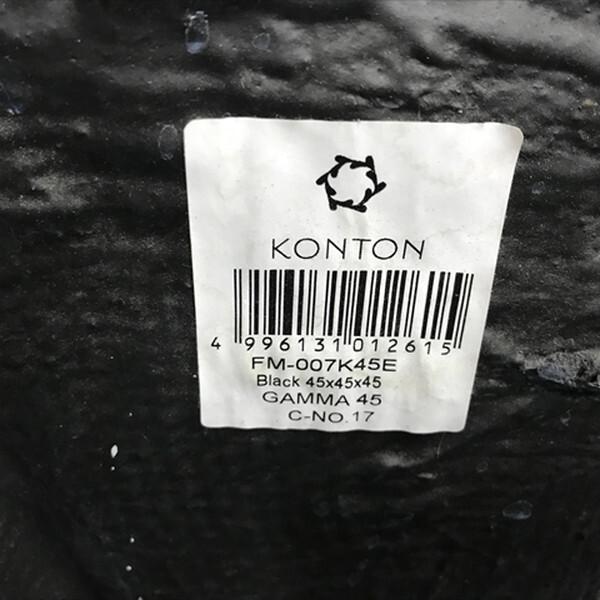 KONTON
4 996131 012615
FM-007K45E
Black 45x45x45
GAMMA 45
C-NO.17